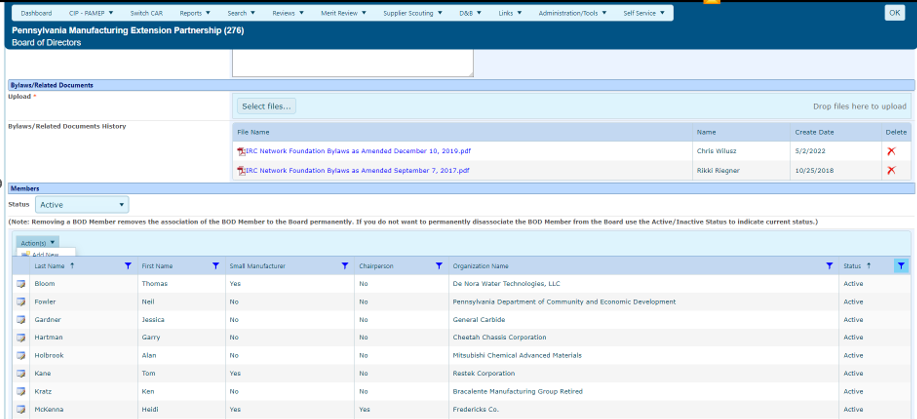 Dashboard CIP - PAMEP Switch CAR Reports Search Reviews Merit Review Supplier Scouting D&B Links Administration/Tools Self Service OK
Pennsylvania Manufacturing Extension Partnership (276)
Board of Directors
Bylaws/Related Documents
Upload *
Select files... Drop files here to upload
Bylaws/Related Documents History
File Name Name Create Date Delete
IRC Network Foundation Bylaws as Amended December 10, 2019.pdf Chris Wilusz 5/2/2022
IRC Network Foundation Bylaws as Amended September 7, 2017.pdf Rikki Riegner 10/25/2018
Members
Status Active
(Note: Removing a BOD Member removes the association of the BOD Member to the Board permanently. If you do not want to permanently disassociate the BOD Member from the Board use the Active/Inactive Status to indicate current status.)
Action(s)
Add New
Last Name First Name Small Manufacturer Chairperson Organization Name Status
Bloom Thomas Yes No De Nora Water Technologies, LLC Active
Fowler Neil No No Pennsylvania Department of Community and Economic Development Active
Gardner Jessica No No General Carbide Active
Hartman Garry No No Cheetah Chassis Corporation Active
Holbrook Alan No No Mitsubishi Chemical Advanced Materials Active
Kane Tom Yes No Restek Corporation Active
Kratz Ken No No Bracalente Manufacturing Group Retired Active
McKenna Heidi Yes Yes Fredericks Co. Active